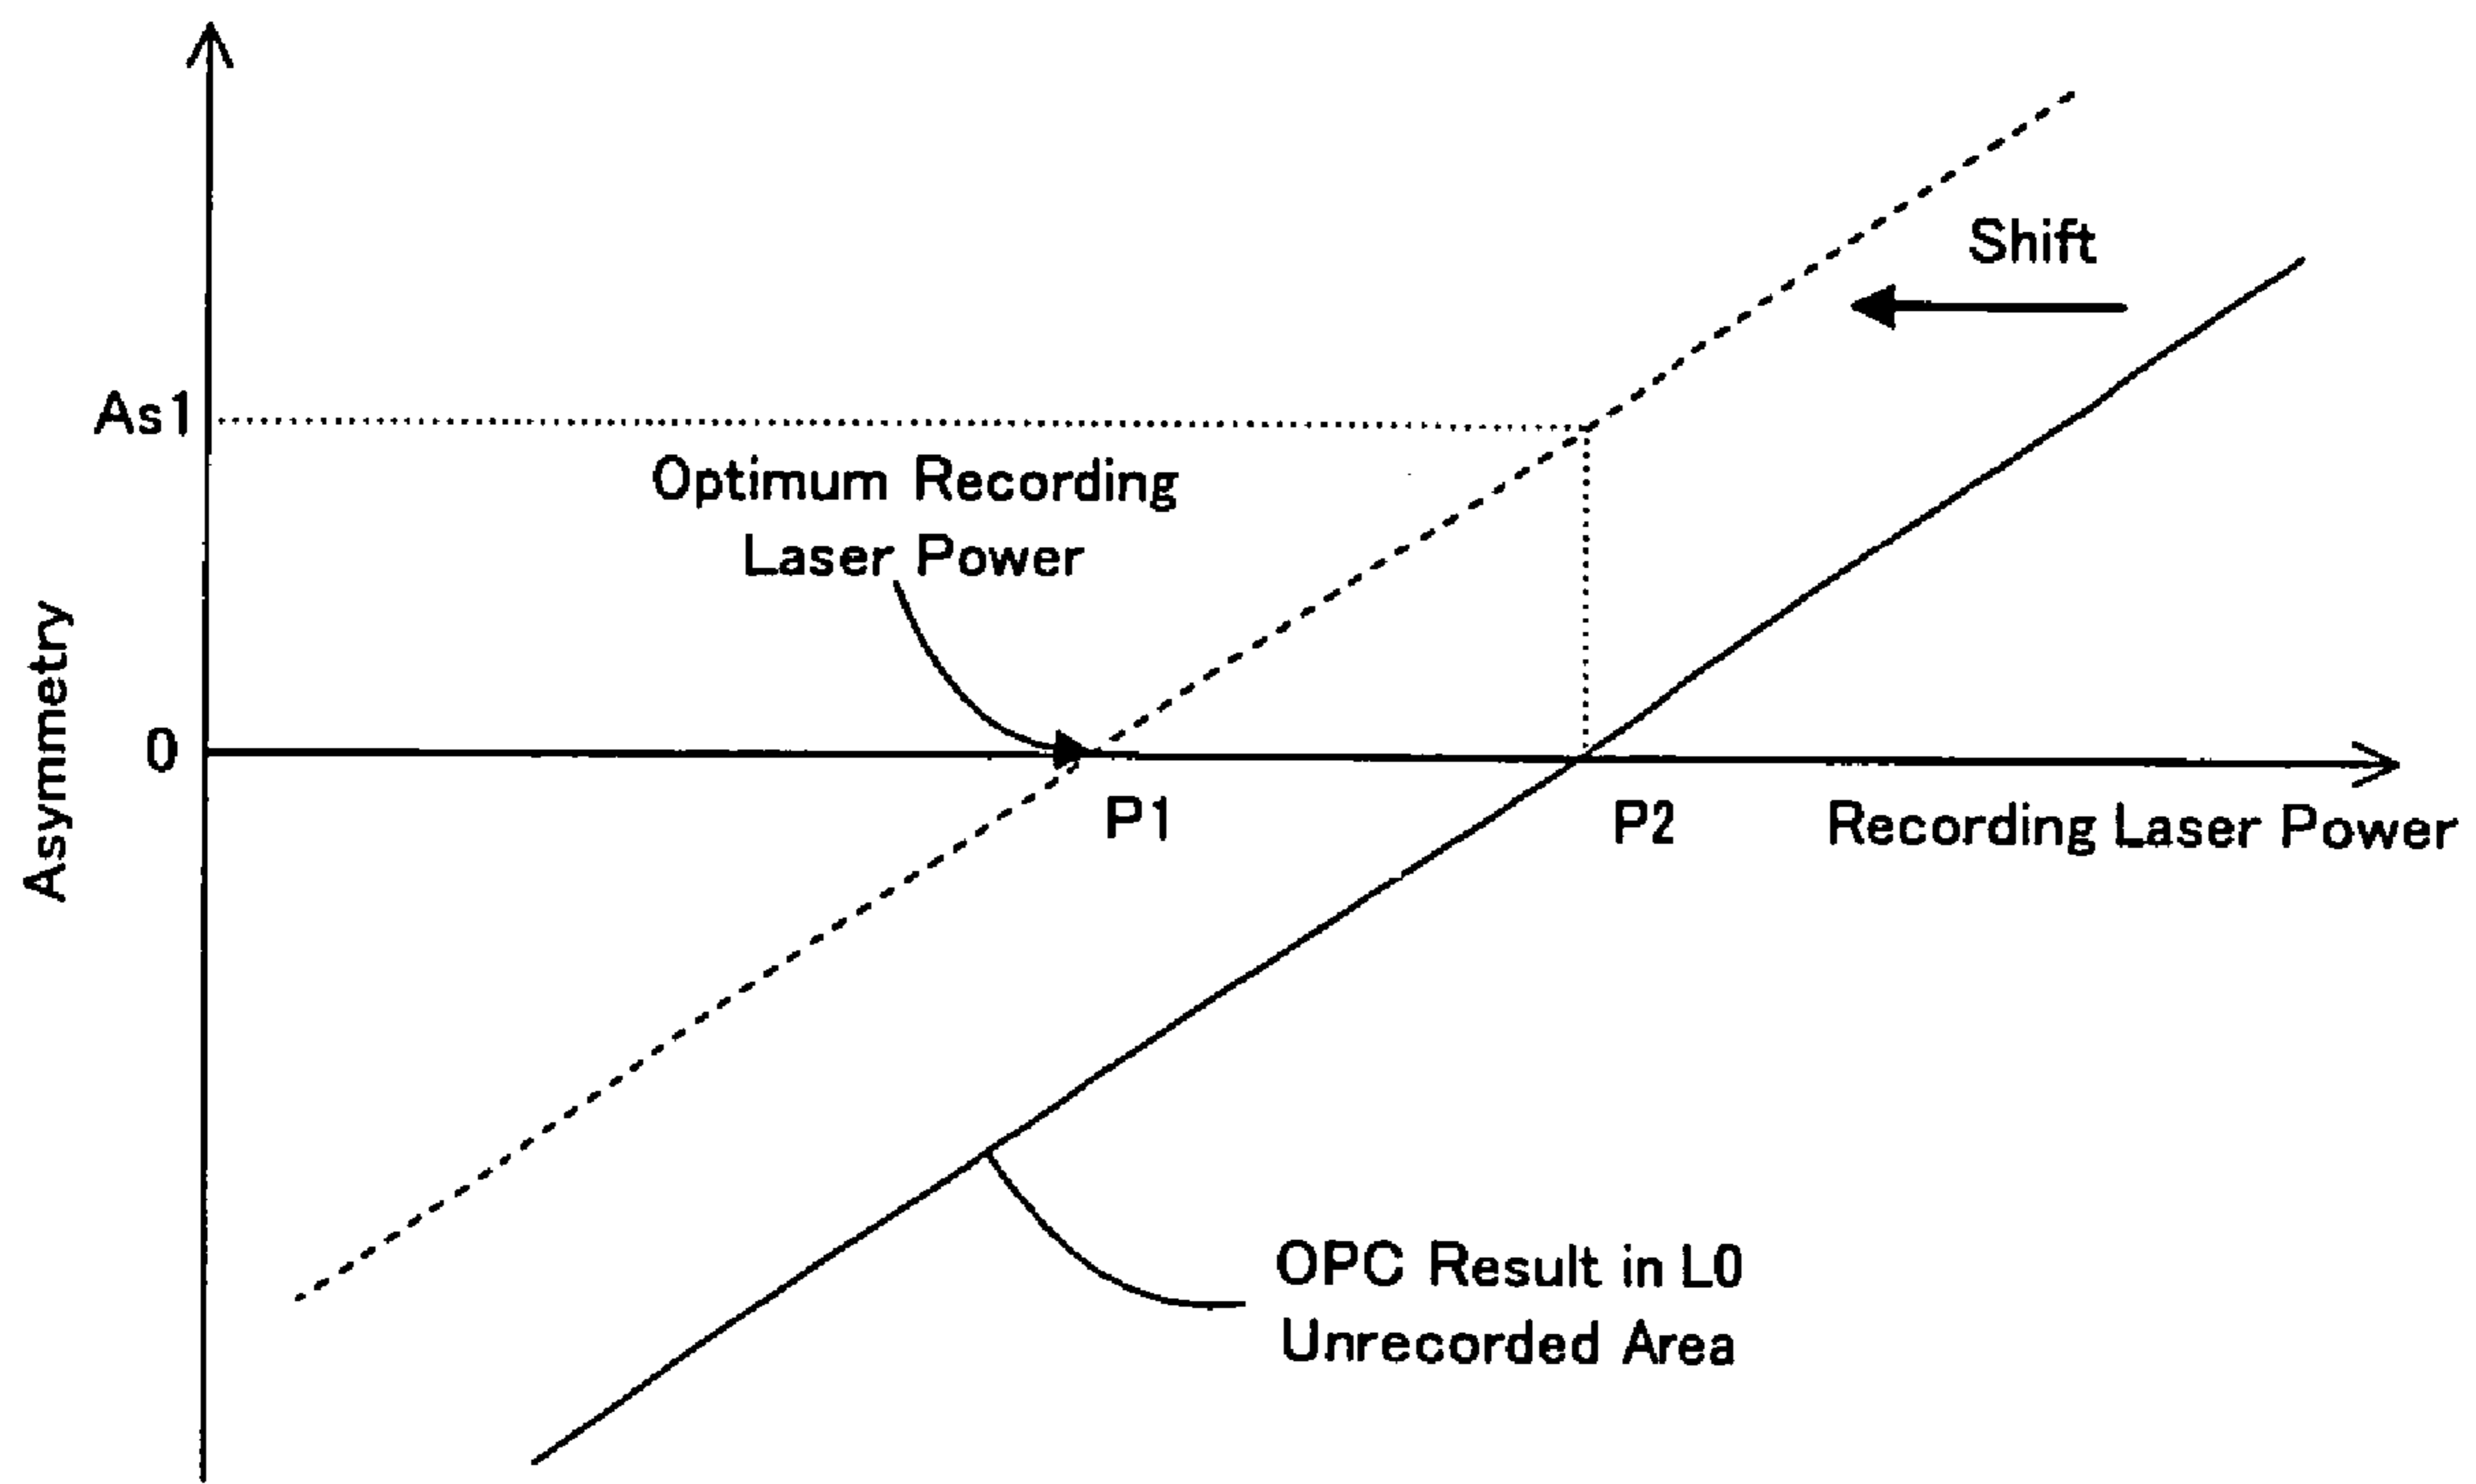 Shift
As1
Optimum Recording
Laser Power
Asymmetry
0
P1
P2
Recording Laser Power
OPC Result in L0
Unrecorded Area